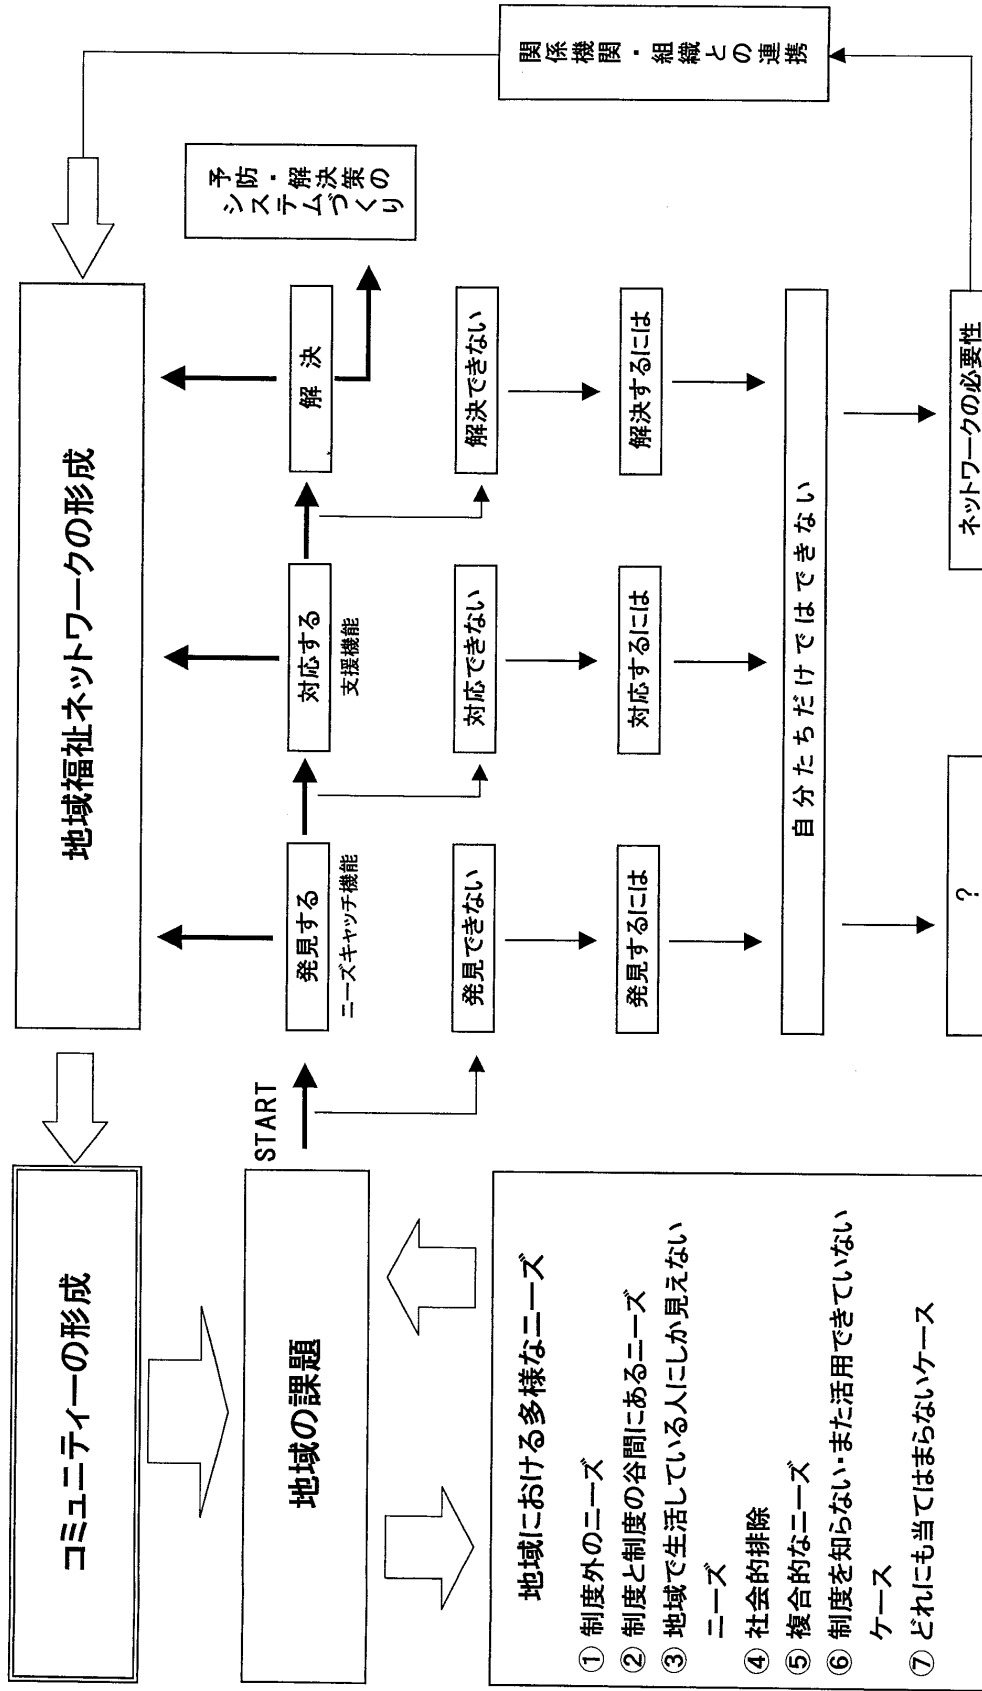 コミュニティーの形成
地域福祉ネットワークの形成
地域の課題
START
発見する
ニーズキャッチ機能
対応する
支援機能
解 決
予防・解決策の
システムづくり
発見できない
対応できない
解決できない
発見するには
対応するには
解決するには
自分たちだけではできない
?
ネットワークの必要性
関係機関・組織との連携
地域における多様なニーズ
① 制度外のニーズ
② 制度と制度の谷間にあるニーズ
③ 地域で生活している人にしか見えない
ニーズ
④ 社会的排除
⑤ 複合的なニーズ
⑥ 制度を知らない・また活用できていない
ケース
⑦ どれにも当てはまらないケース